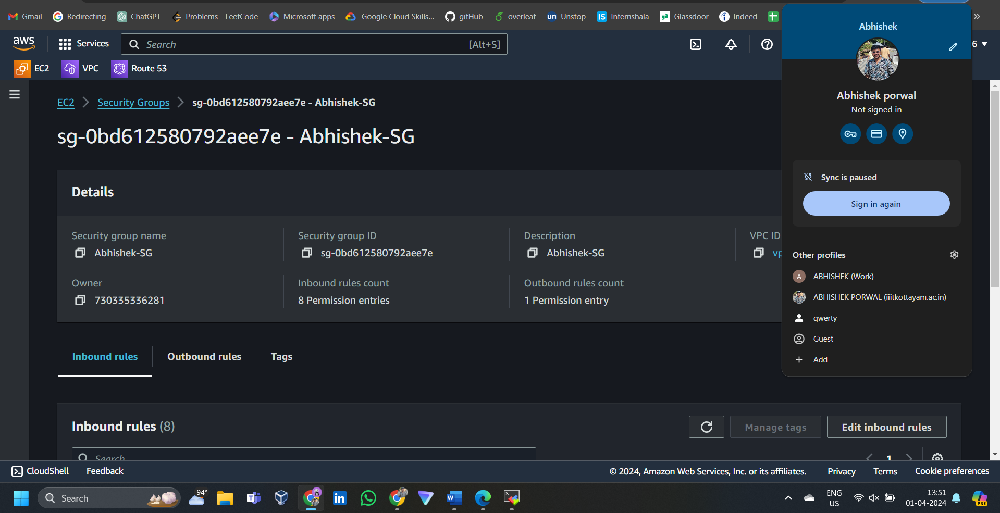 Gmail Redirecting ChatGPT Problems - LeetCode Microsoft apps Google Cloud Skills... gitHub overleaf un Unstop IS Internshala Glassdoor Indeed
aws Services Search [Alt+S] 6
EC2 VPC 53 Route 53
EC2 Security Groups sg-0bd612580792aee7e - Abhishek-SG
sg-0bd612580792aee7e - Abhishek-SG
Details
Security group name Security group ID Description VPC ID
Abhishek-SG sg-0bd612580792aee7e Abhishek-SG vp
Owner Inbound rules count Outbound rules count
730335336281 8 Permission entries 1 Permission entry
Inbound rules Outbound rules Tags
Abhishek
Abhishek porwal
Not signed in
Sync is paused
Sign in again
Other profiles
A ABHISHEK (Work)
ABHISHEK PORWAL (iiitkottayam.ac.in)
qwerty
Guest
Add
Inbound rules (8) Manage tags Edit inbound rules
Search 1
CloudShell Feedback © 2024, Amazon Web Services, Inc. or its affiliates. Privacy Terms Cookie preferences
Search 94° ENG 13:51
US 01-04-2024 PRE